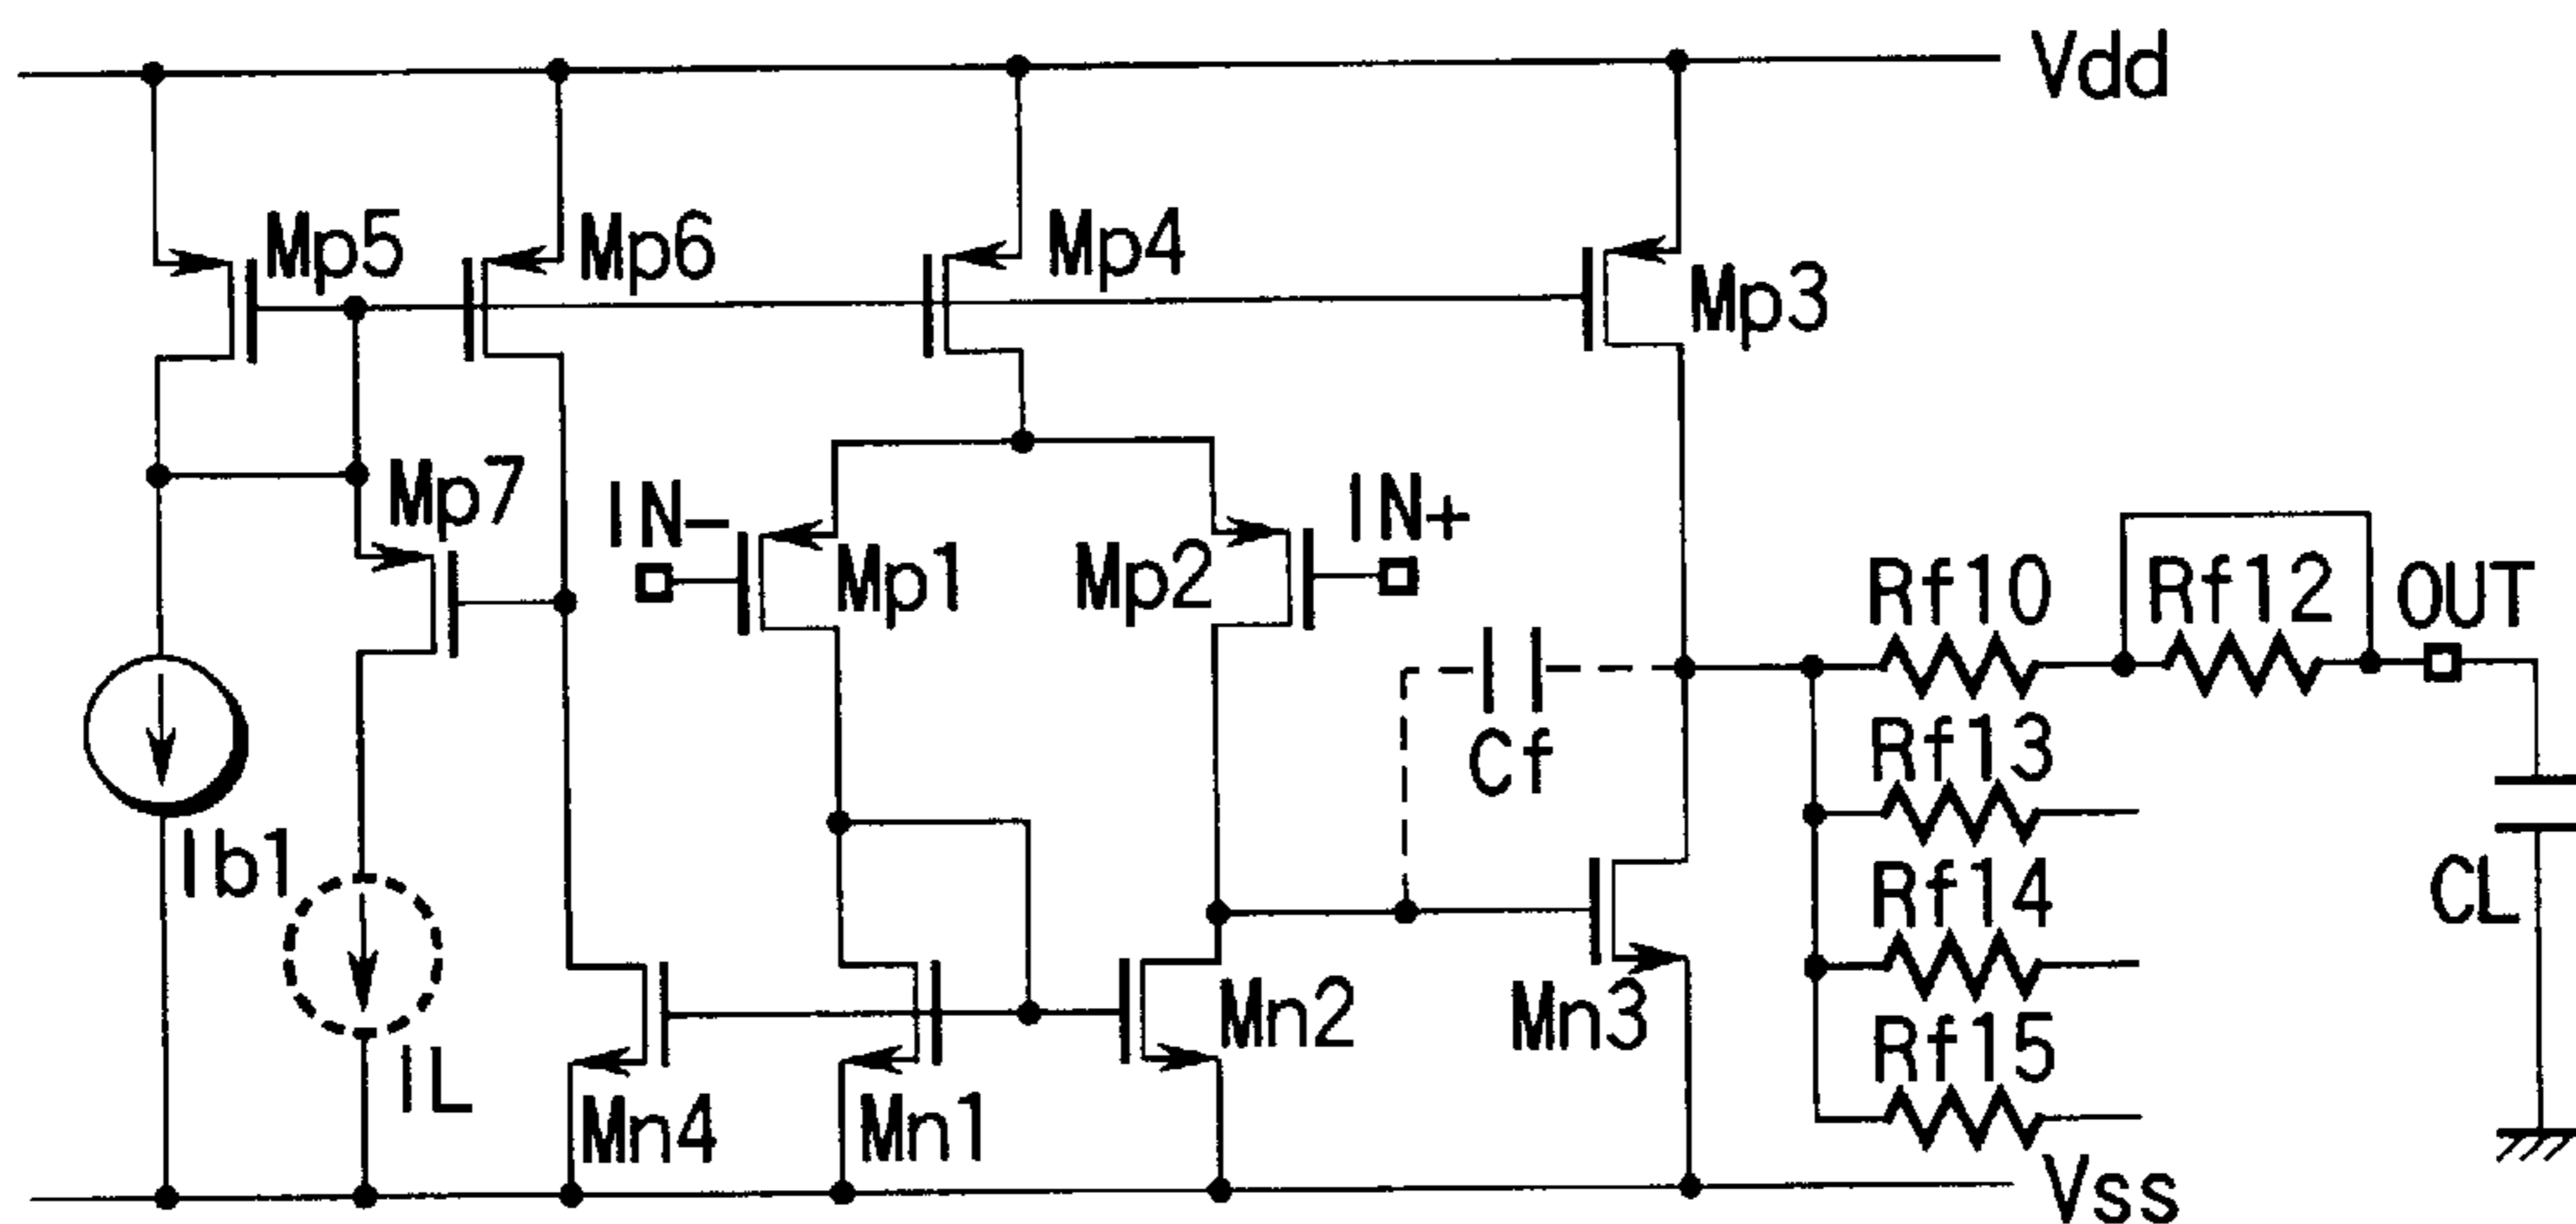 Vdd
Mp5
Mp6
Mp4
Mp3
Mp7
IN-
IN+
Mp1
Mp2
Rf10
Rf12
OUT
Cf
Rf13
Ib1
Rf14
CL
IL
Mn2
Mn3
Rf15
Mn4
Mn1
Vss